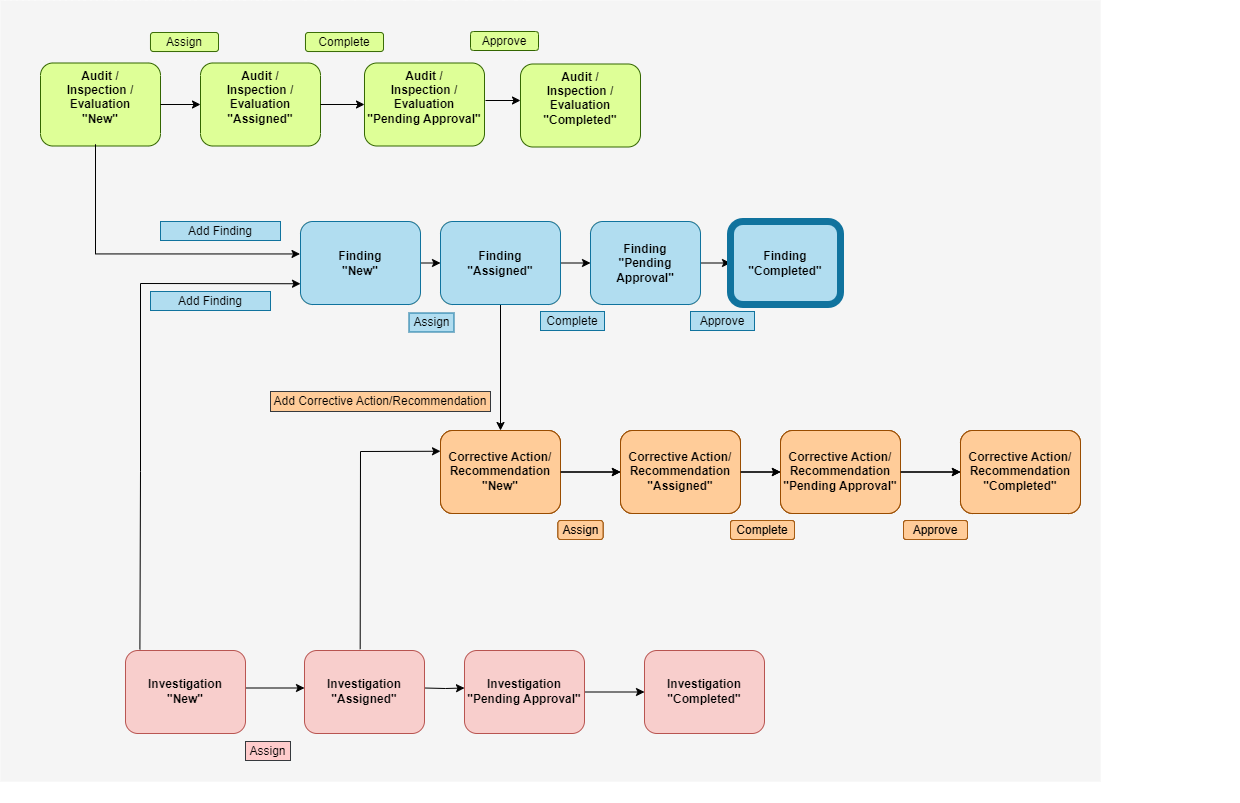 Assign
Complete
Approve
Audit /
Inspection /
Evaluation
"New"
Audit /
Inspection /
Evaluation
"Assigned"
Audit /
Inspection /
Evaluation
"Pending Approval"
Audit /
Inspection /
Evaluation
"Completed"
Add Finding
Finding
"New"
Finding
"Assigned"
Finding
"Pending
Approval"
Finding
"Completed"
Add Finding
Assign
Complete
Approve
Add Corrective Action/Recommendation
Corrective Action/
Recommendation
"New"
Corrective Action/
Recommendation
"Assigned"
Corrective Action/
Recommendation
"Pending Approval"
Corrective Action/
Recommendation
"Completed"
Assign
Complete
Approve
Investigation
"New"
Investigation
"Assigned"
Investigation
"Pending Approval"
Investigation
"Completed"
Assign